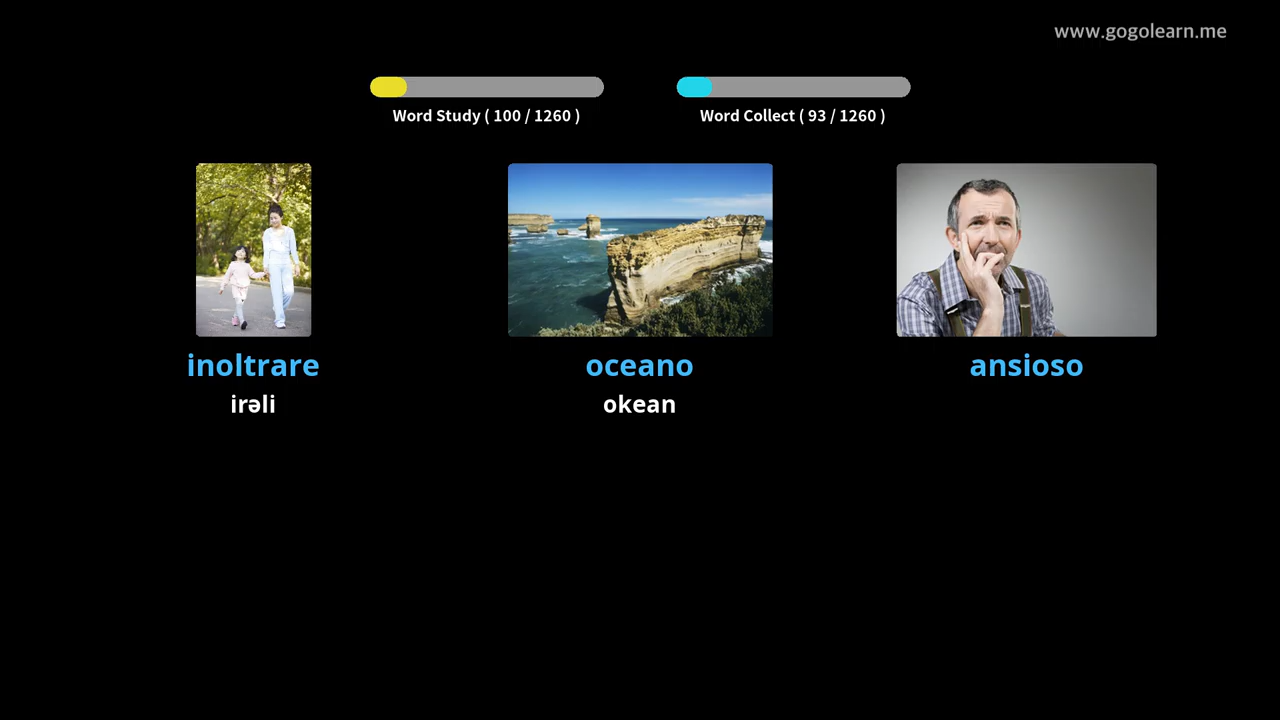 www.gogolearn.me
Word Study ( 100 / 1260 )
Word Collect ( 93 / 1260 )
inoltrare
irəli
oceano
okean
ansioso